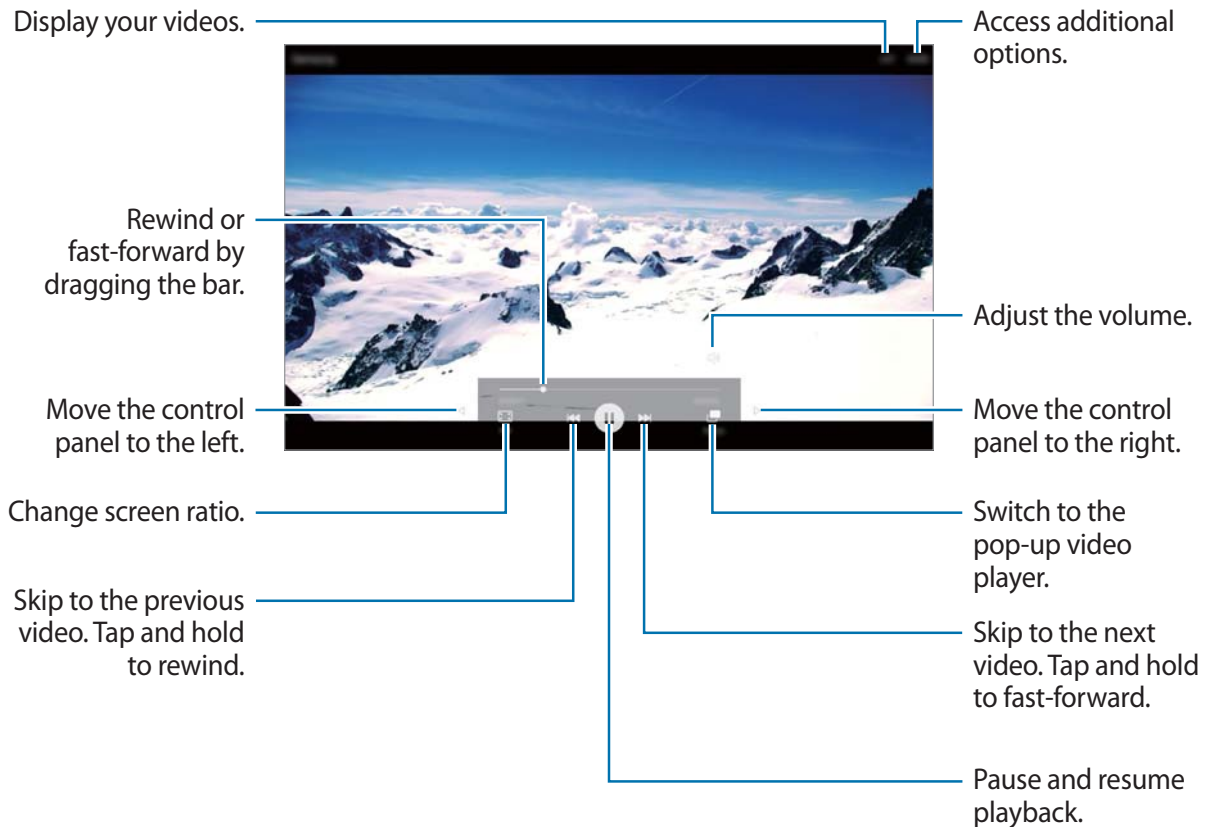 Display your videos.
Access additional
options.
Rewind or
fast-forward by
dragging the bar.
Adjust the volume.
Move the control
panel to the left.
Move the control
panel to the right.
Change screen ratio.
Switch to the
pop-up video
player.
Skip to the previous
video. Tap and hold
to rewind.
Skip to the next
video. Tap and hold
to fast-forward.
Pause and resume
playback.